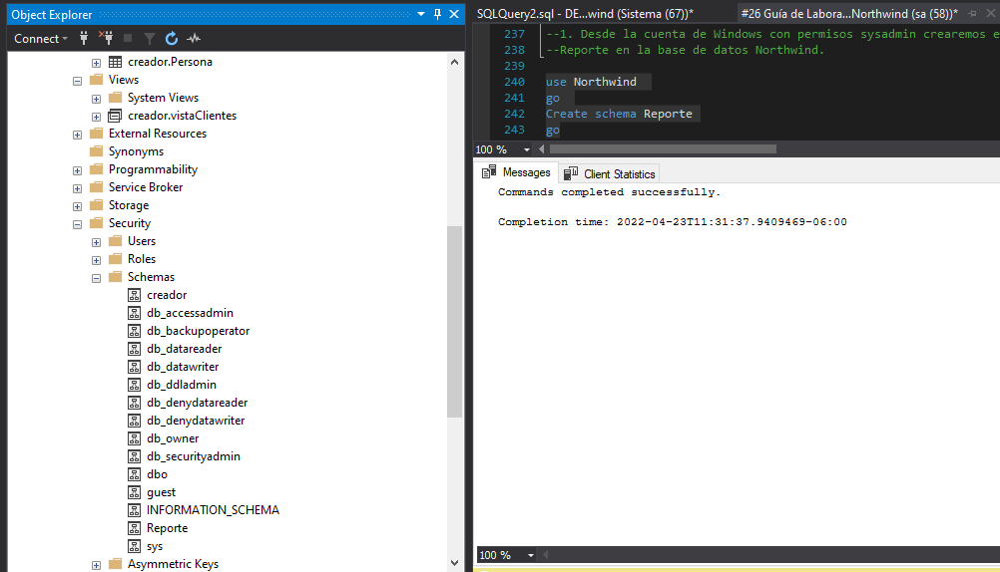 Object Explorer
Connect
creador.Persona
Views
System Views
creador.vistaClientes
External Resources
Synonyms
Programmability
Service Broker
Storage
Security
Users
Roles
Schemas
creador
db_accessadmin
db_backupoperator
db_datareader
db_datawriter
db_ddladmin
db_denydatareader
db_denydatawriter
db_owner
db_securityadmin
dbo
guest
INFORMATION_SCHEMA
Reporte
sys
Asymmetric Keys
SQLQuery2.sql - DE...wind (Sistema (67))*
#26 Guía de Labora...Northwind (sa (58))*
237 --1. Desde la cuenta de Windows con permisos sysadmin crearemos e
238 --Reporte en la base de datos Northwind.
239
240 use Northwind
241 go
242 Create schema Reporte
243 go
100 %
Messages
Client Statistics
Commands completed successfully.
Completion time: 2022-04-23T11:31:37.9409469-06:00
100 %